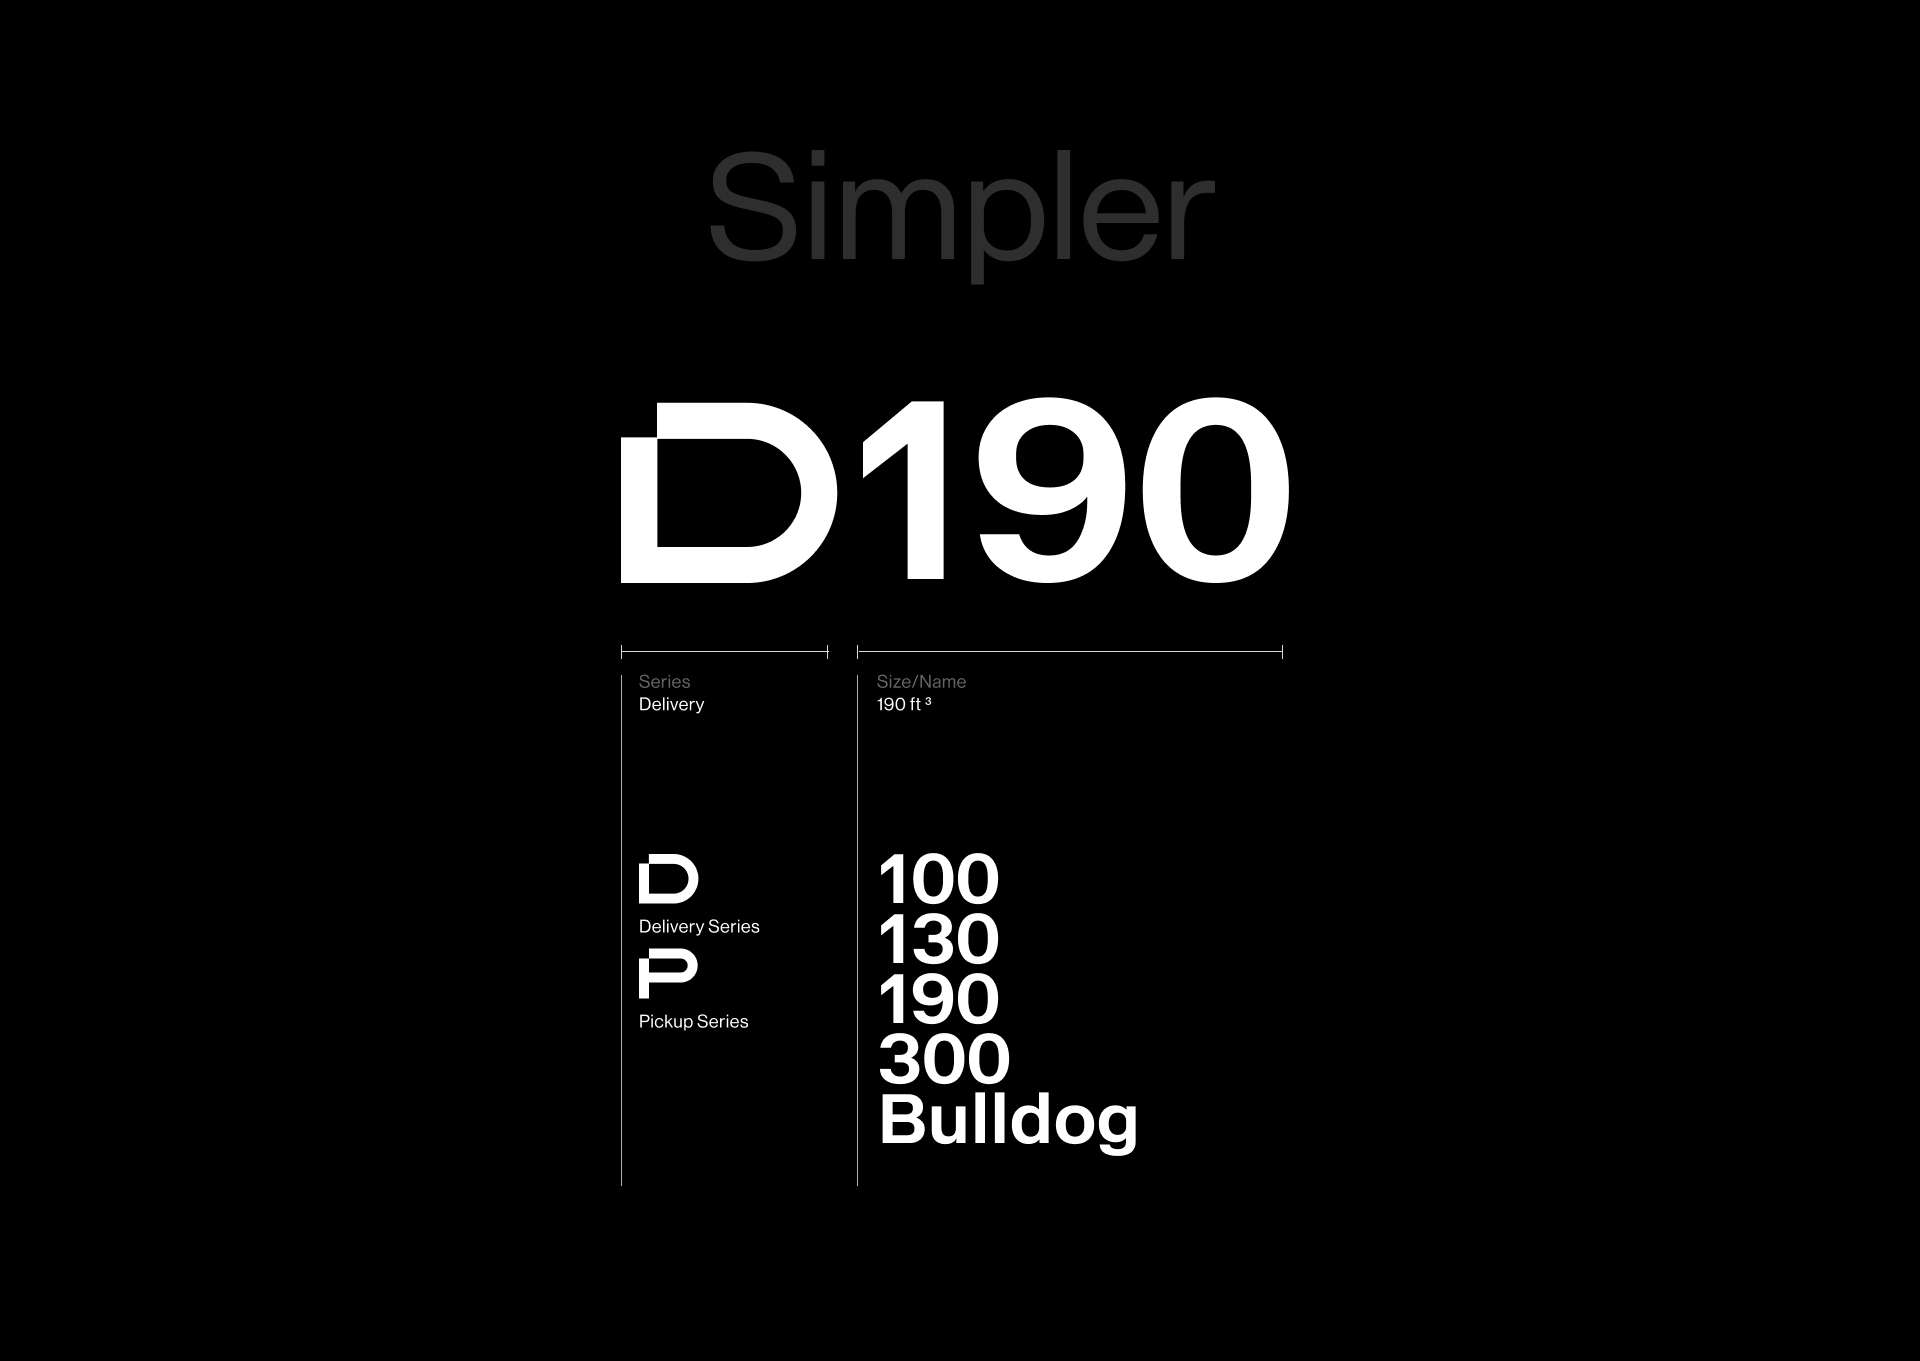 Simpler
D190
Series
Delivery
Size/Name
190 ft ³
D
Delivery Series
P
Pickup Series
100
130
190
300
Bulldog